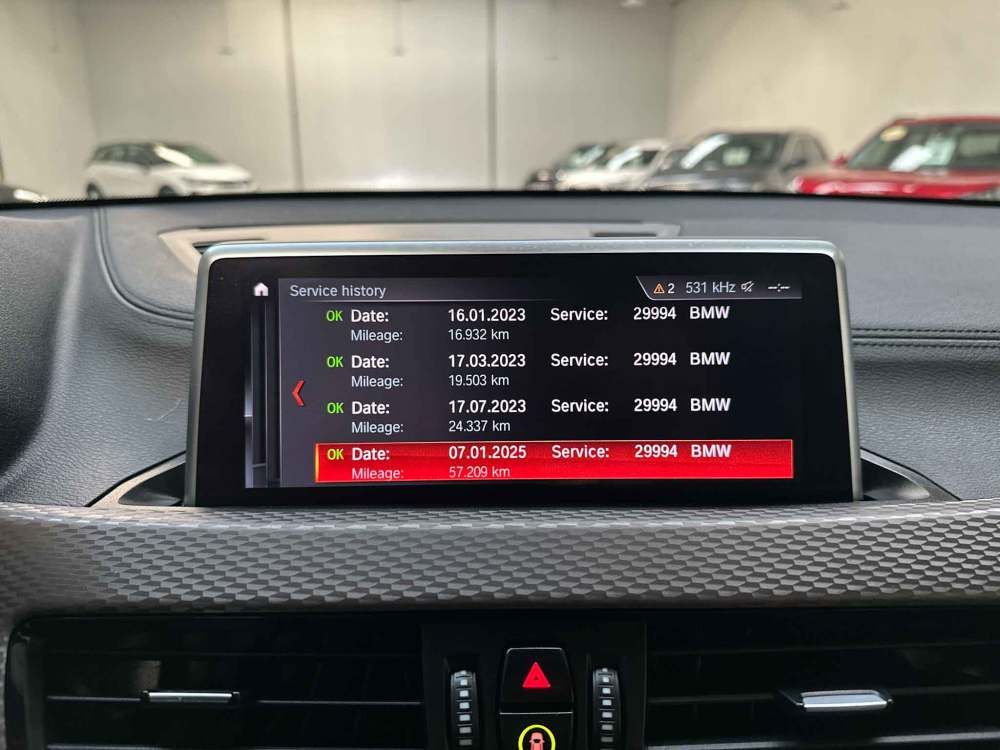 Service history
2 531 kHz --:--
OK Date: 16.01.2023 Service: 29994 BMW
Mileage: 16.932 km
OK Date: 17.03.2023 Service: 29994 BMW
Mileage: 19.503 km
OK Date: 17.07.2023 Service: 29994 BMW
Mileage: 24.337 km
OK Date: 07.01.2025 Service: 29994 BMW
Mileage: 57.209 km